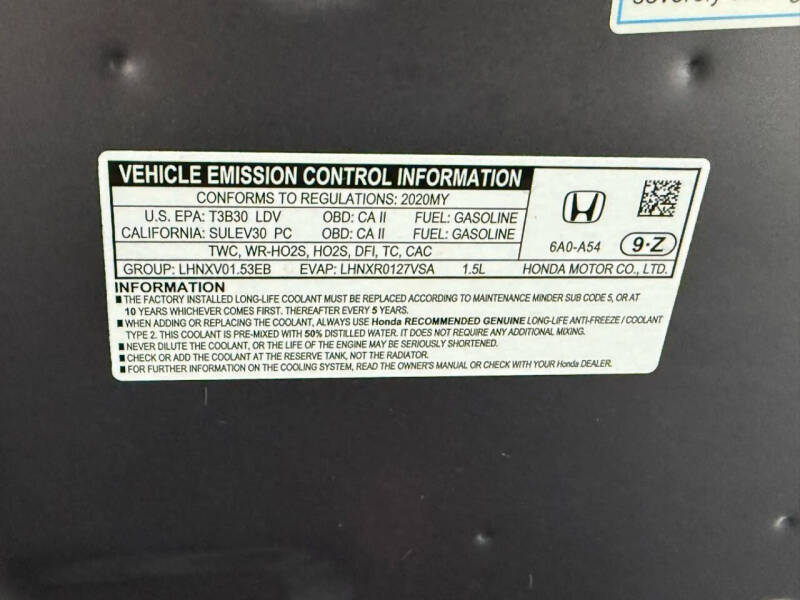 VEHICLE EMISSION CONTROL INFORMATION
CONFORMS TO REGULATIONS: 2020MY
U.S. EPA: T3B30 LDV OBD: CA II FUEL: GASOLINE
CALIFORNIA: SULEV30 PC OBD: CA II FUEL: GASOLINE
6A0-A54 9·Z
TWC, WR-HO2S, HO2S, DFI, TC, CAC
GROUP: LHNXV01.53EB EVAP: LHNXR0127VSA 1.5L HONDA MOTOR CO., LTD.
INFORMATION
■ THE FACTORY INSTALLED LONG-LIFE COOLANT MUST BE REPLACED ACCORDING TO MAINTENANCE MINDER SUB CODE 5, OR AT
10 YEARS WHICHEVER COMES FIRST. THEREAFTER EVERY 5 YEARS.
■ WHEN ADDING OR REPLACING THE COOLANT, ALWAYS USE Honda RECOMMENDED GENUINE LONG-LIFE ANTI-FREEZE / COOLANT
TYPE 2. THIS COOLANT IS PRE-MIXED WITH 50% DISTILLED WATER. IT DOES NOT REQUIRE ANY ADDITIONAL MIXING.
■ NEVER DILUTE THE COOLANT, OR THE LIFE OF THE ENGINE MAY BE SERIOUSLY SHORTENED.
■ CHECK OR ADD THE COOLANT AT THE RESERVE TANK, NOT THE RADIATOR.
■ FOR FURTHER INFORMATION ON THE COOLING SYSTEM, READ THE OWNER'S MANUAL OR CHECK WITH YOUR Honda DEALER.